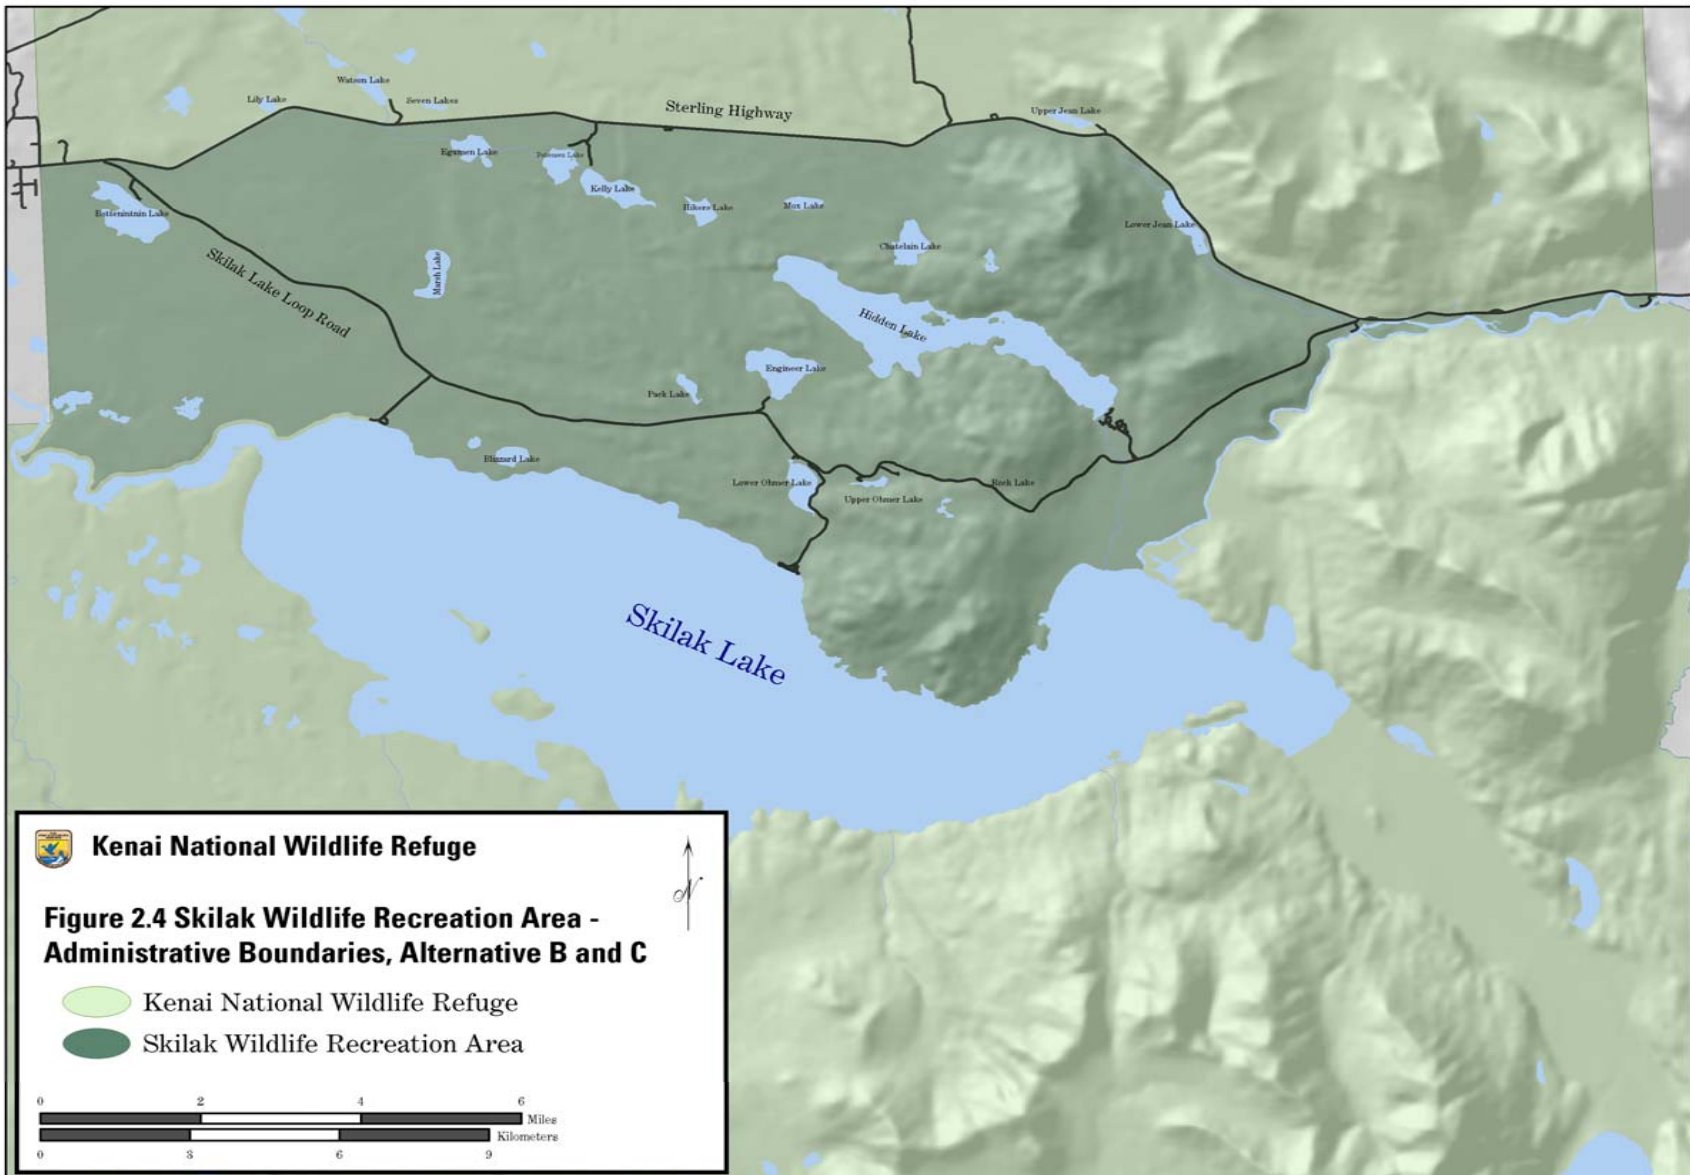 Watson Lake
Lily Lake
Seven Lakes
Sterling Highway
Upper Jean Lake
Egumen Lake
Petersen Lake
Kelly Lake
Hikers Lake
Mox Lake
Bottenintnin Lake
Lower Jean Lake
Chatelain Lake
Marsh Lake
Skilak Lake Loop Road
Hidden Lake
Engineer Lake
Pack Lake
Blizzard Lake
Lower Ohmer Lake
Upper Ohmer Lake
Rock Lake
Skilak Lake
Kenai National Wildlife Refuge
N
Figure 2.4 Skilak Wildlife Recreation Area -
Administrative Boundaries, Alternative B and C
Kenai National Wildlife Refuge
Skilak Wildlife Recreation Area
0 2 4 6
Miles
Kilometers
0 3 6 9